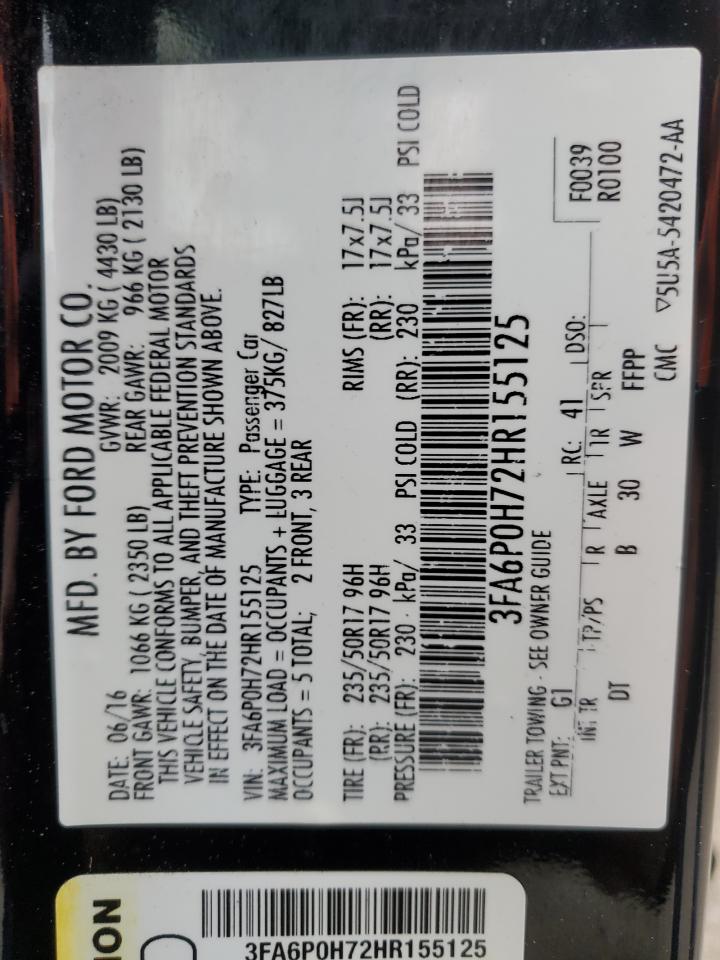 MFD. BY FORD MOTOR CO.
DATE: 06/16 GVWR: 2009 KG ( 4430 LB)
FRONT GAWR: 1066 KG ( 2350 LB) REAR GAWR: 966 KG ( 2130 LB)
THIS VEHICLE CONFORMS TO ALL APPLICABLE FEDERAL MOTOR
VEHICLE SAFETY, BUMPER, AND THEFT PREVENTION STANDARDS
IN EFFECT ON THE DATE OF MANUFACTURE SHOWN ABOVE.
VIN: 3FA6P0H72HR155125 TYPE: Passenger Car
MAXIMUM LOAD = OCCUPANTS + LUGGAGE = 375KG/ 827LB
OCCUPANTS = 5 TOTAL; 2 FRONT, 3 REAR
TIRE (FR): 235/50R17 96H RIMS (FR): 17x7.5J
(RR): 235/50R17 96H (RR): 17x7.5J
PRESSURE (FR): 230 kPa/ 33 PSI COLD (RR): 230 kPa/ 33 PSI COLD
3FA6P0H72HR155125
TRAILER TOWING - SEE OWNER GUIDE
F0039
EXT PNT: G1 RC: 41 DSO: R0100
INT TR TP/PS R AXLE TR SPR
DT B 30 W FFPP
CMC ▽5U5A-5420472-AA
ION
3FA6P0H72HR155125